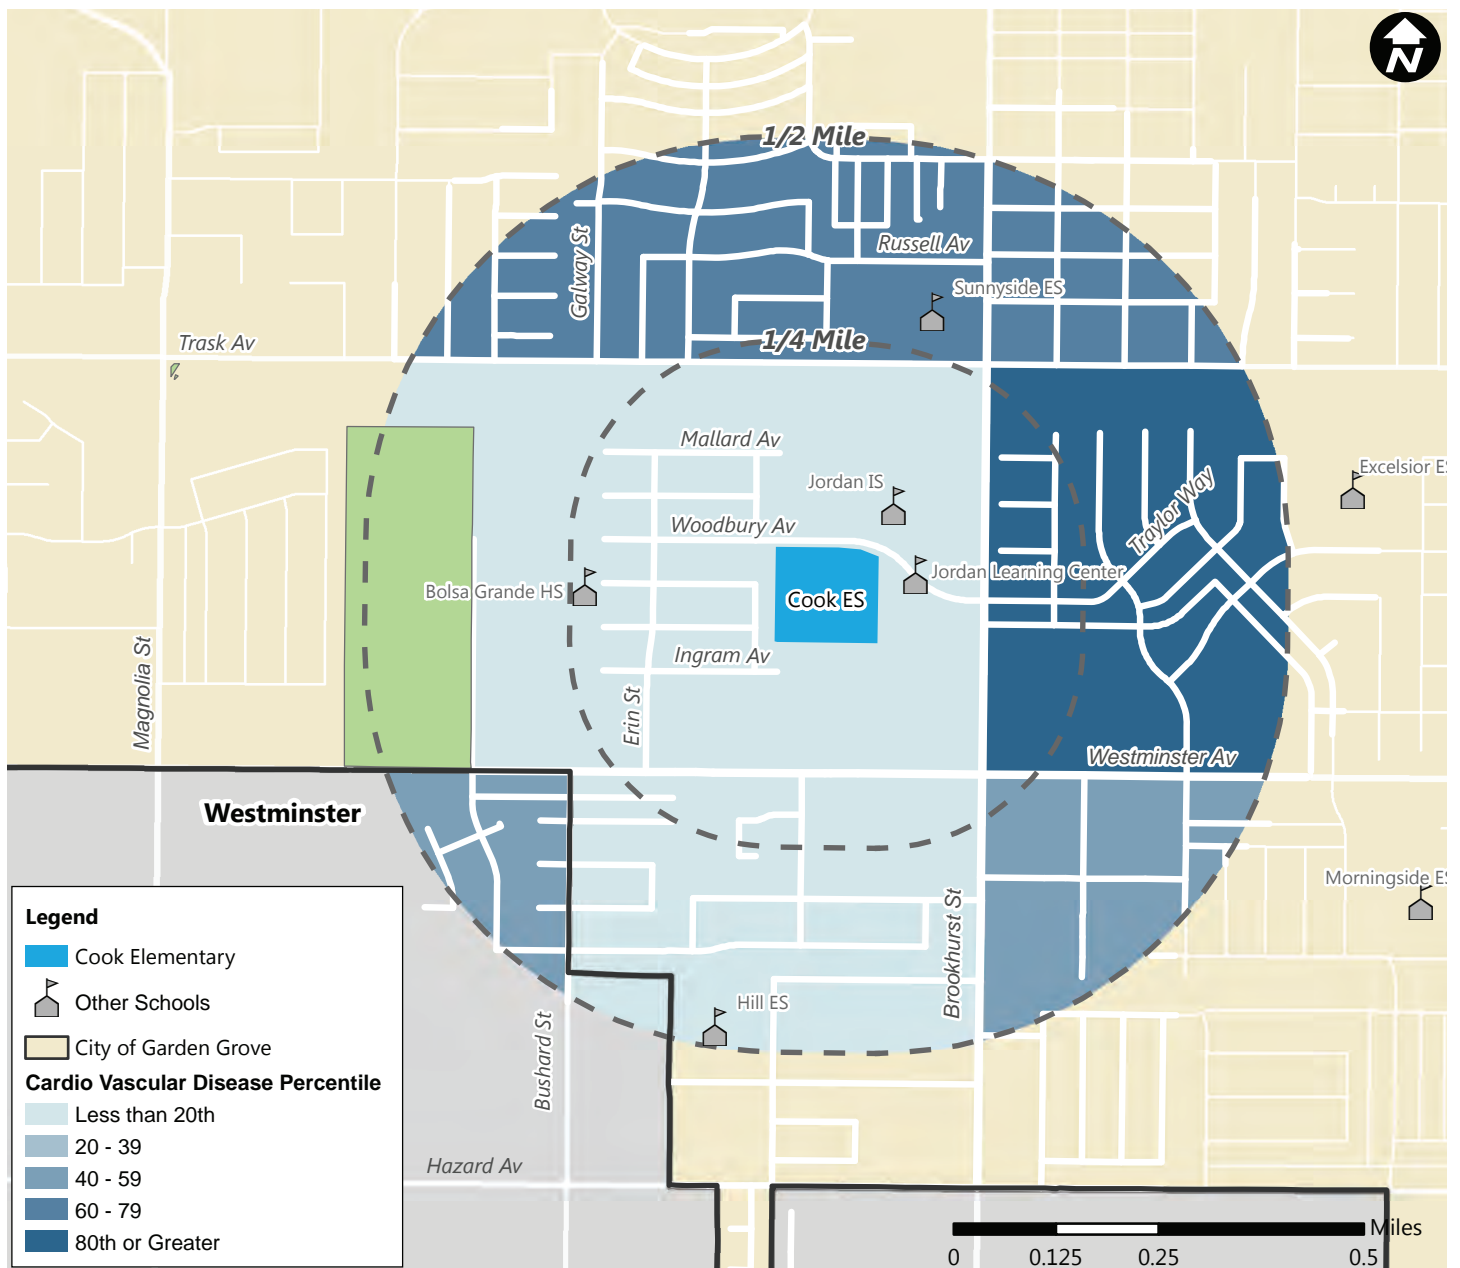 N
1/2 Mile
Galway St
Russell Av
Sunnyside ES
1/4 Mile
Trask Av
Mallard Av
Jordan IS
Excelsior ES
Traylor Way
Woodbury Av
Jordan Learning Center
Bolsa Grande HS
Cook ES
Ingram Av
Magnolia St
Erin St
Westminster Av
Westminster
Morningside ES
Brookhurst St
Hill ES
Bushard St
Hazard Av
Legend
Cook Elementary
Other Schools
City of Garden Grove
Cardio Vascular Disease Percentile
Less than 20th
20 - 39
40 - 59
60 - 79
80th or Greater
Miles
0 0.125 0.25 0.5